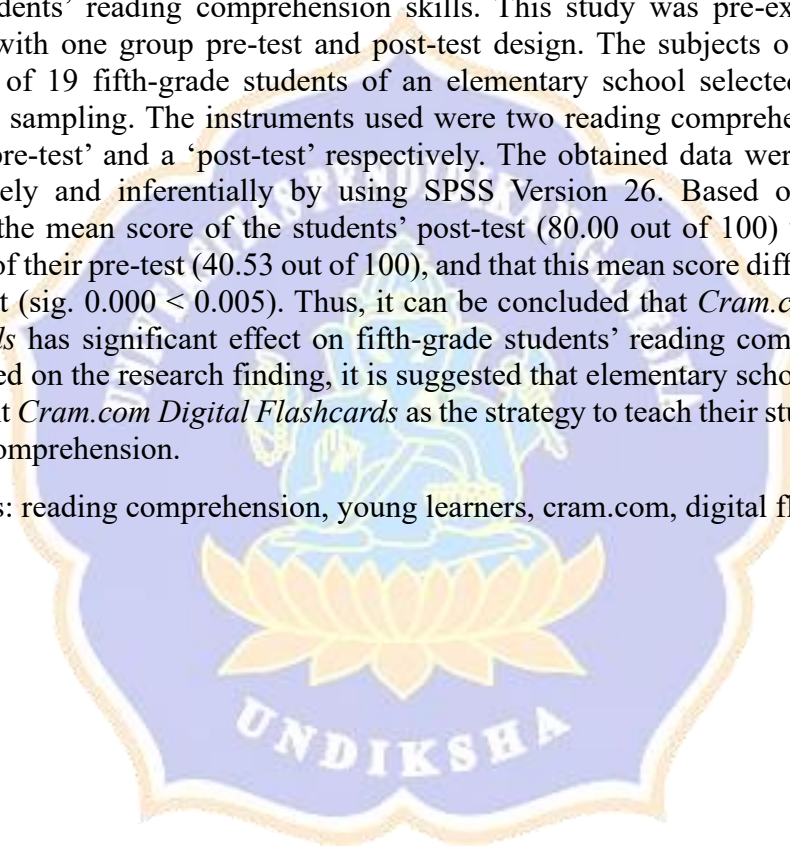 dents’ reading comprehension skills. This study was pre-ex
with one group pre-test and post-test design. The subjects o
of 19 fifth-grade students of an elementary school selected
sampling. The instruments used were two reading comprehe
pre-test’ and a ‘post-test’ respectively. The obtained data wer
ely and inferentially by using SPSS Version 26. Based o
the mean score of the students’ post-test (80.00 out of 100)
of their pre-test (40.53 out of 100), and that this mean score diff
t (sig. 0.000 < 0.005). Thus, it can be concluded that Cram.c
ls has significant effect on fifth-grade students’ reading com
ed on the research finding, it is suggested that elementary scho
t Cram.com Digital Flashcards as the strategy to teach their stu
omprehension.
s: reading comprehension, young learners, cram.com, digital fl
UNDIKSHA